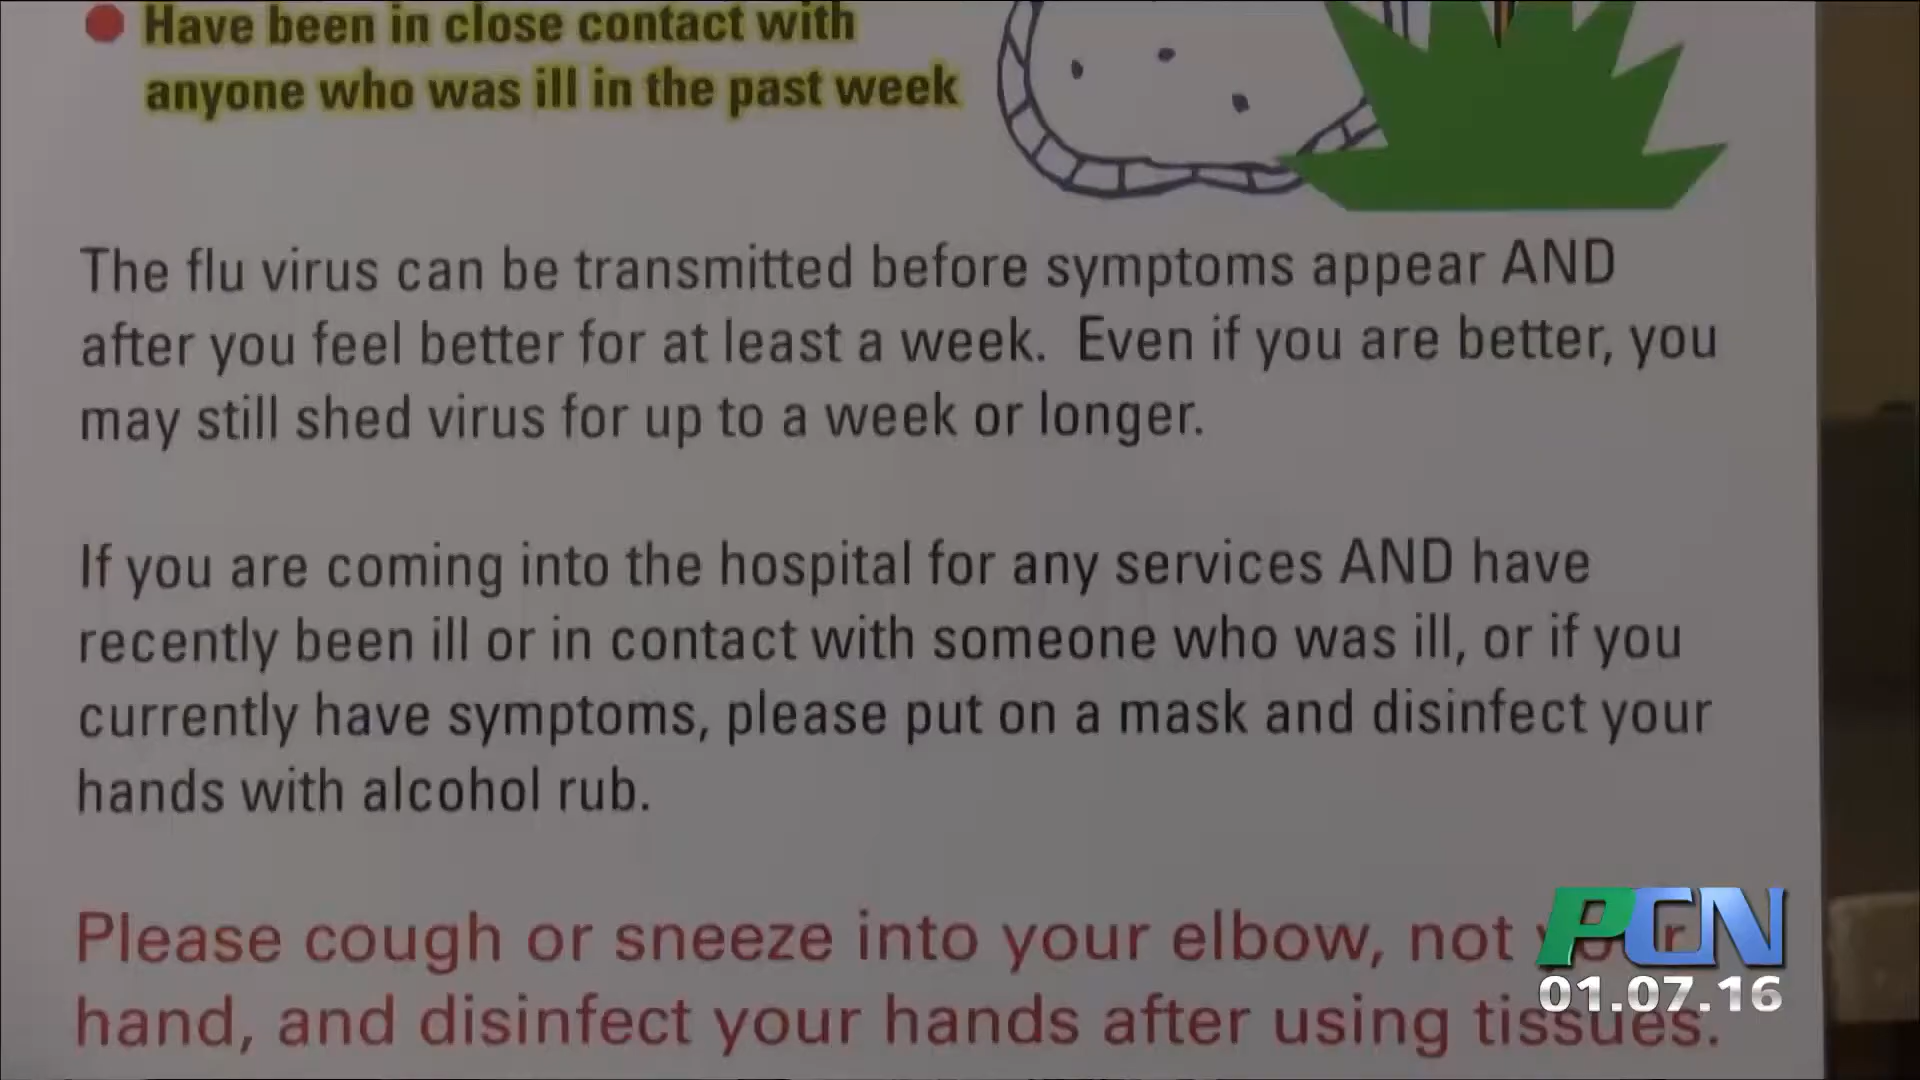 Have been in close contact with
anyone who was ill in the past week
The flu virus can be transmitted before symptoms appear AND
after you feel better for at least a week. Even if you are better, you
may still shed virus for up to a week or longer.
If you are coming into the hospital for any services AND have
recently been ill or in contact with someone who was ill, or if you
currently have symptoms, please put on a mask and disinfect your
hands with alcohol rub.
Please cough or sneeze into your elbow, not your
hand, and disinfect your hands after using tissues.
PCN
01.07.16